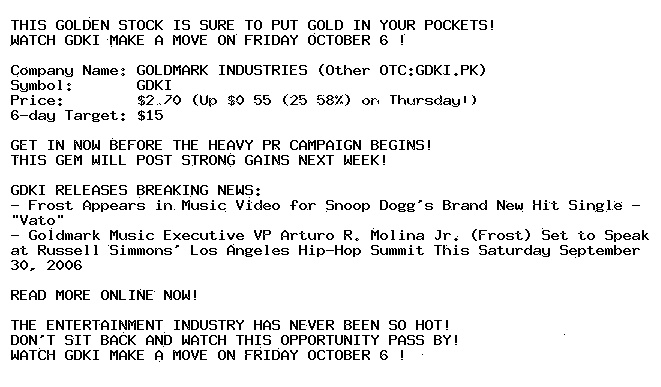 THIS GOLDEN STOCK IS SURE TO PUT GOLD IN YOUR POCKETS!
WATCH GDKI MAKE A MOVE ON FRIDAY OCTOBER 6 !
Company Name: GOLDMARK INDUSTRIES (Other OTC:GDKI.PK)
Symbol: GDKI
Price: $2.70 (Up $0 55 (25 58%) on Thursday!)
6-day Target: $15
GET IN NOW BEFORE THE HEAVY PR CAMPAIGN BEGINS!
THIS GEM WILL POST STRONG GAINS NEXT WEEK!
GDKI RELEASES BREAKING NEWS:
- Frost Appears in Music Video for Snoop Dogg's Brand New Hit Single -
"Vato"
- Goldmark Music Executive VP Arturo R. Molina Jr. (Frost) Set to Speak
at Russell Simmons' Los Angeles Hip-Hop Summit This Saturday September
30, 2006
READ MORE ONLINE NOW!
THE ENTERTAINMENT INDUSTRY HAS NEVER BEEN SO HOT!
DON'T SIT BACK AND WATCH THIS OPPORTUNITY PASS BY!
WATCH GDKI MAKE A MOVE ON FRIDAY OCTOBER 6 !